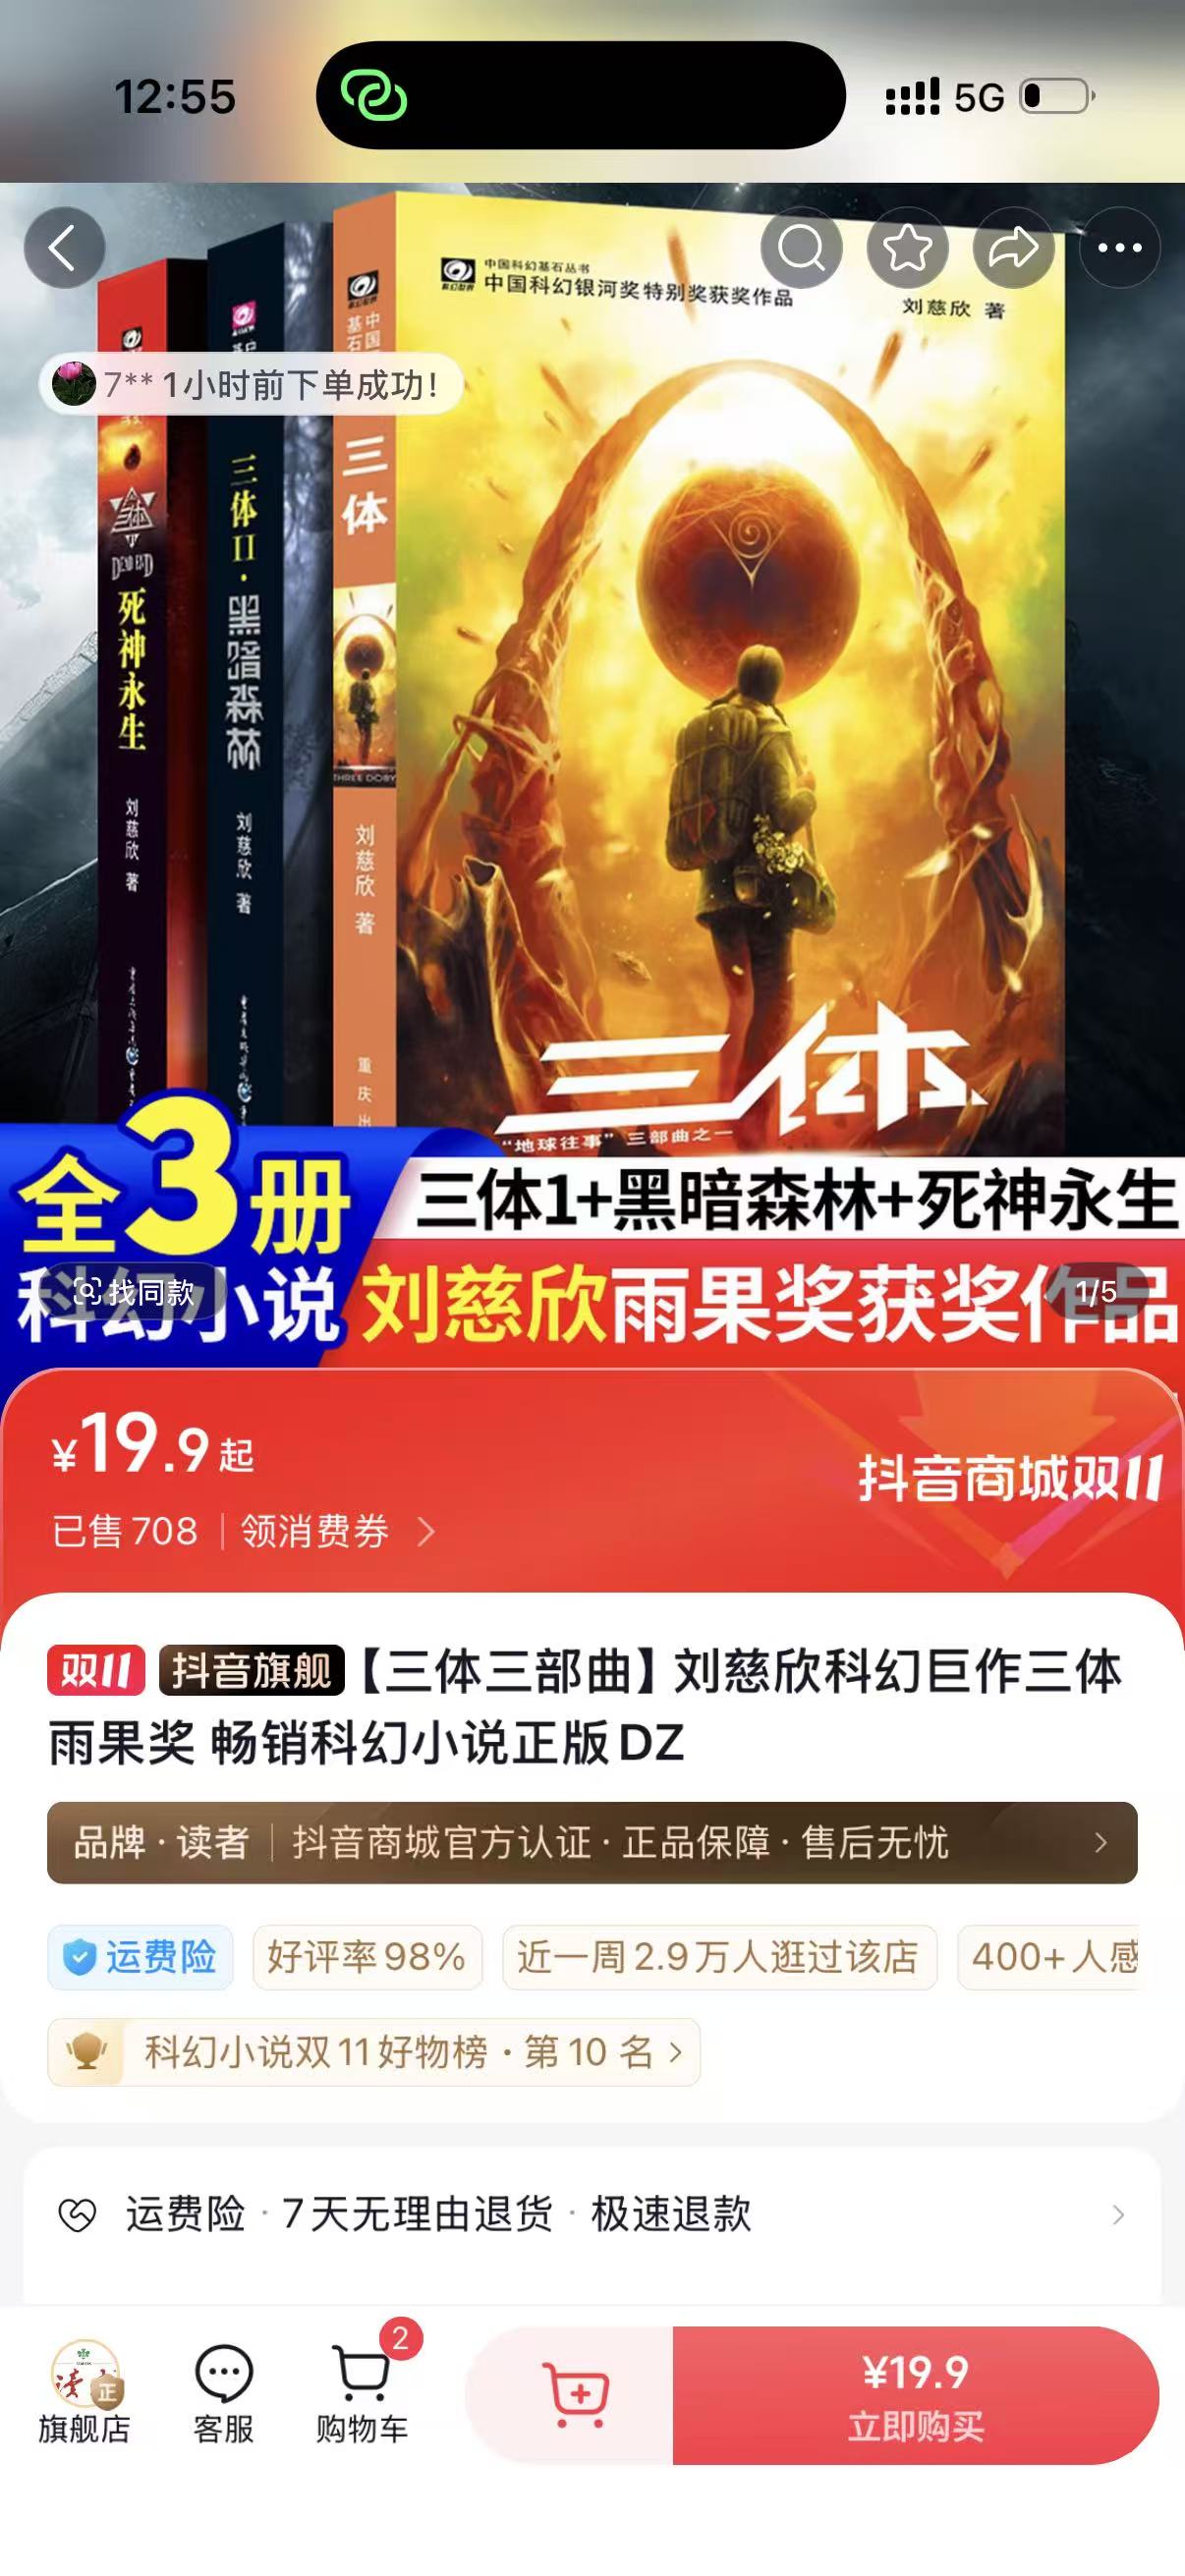 12:55
5G
中国科幻基石丛书
中国科幻银河奖特别奖获奖作品
刘慈欣 著
7** 1小时前下单成功！
三体
DEAD END
死神永生
刘慈欣 著
三体II·黑暗森林
刘慈欣 著
三体
刘慈欣 著
重庆出
三体
“地球往事”三部曲之一
全3册
三体1+黑暗森林+死神永生
科幻小说
刘慈欣雨果奖获奖作品
找同款
1/5
¥19.9起
抖音商城双11
已售708
领消费券
双11 抖音旗舰【三体三部曲】刘慈欣科幻巨作三体
雨果奖 畅销科幻小说正版DZ
品牌·读者 抖音商城官方认证·正品保障·售后无忧
运费险 好评率98% 近一周2.9万人逛过该店 400+人感
科幻小说双11好物榜·第10 名
运费险·7天无理由退货·极速退款
2
¥19.9
正
旗舰店 客服 购物车 立即购买